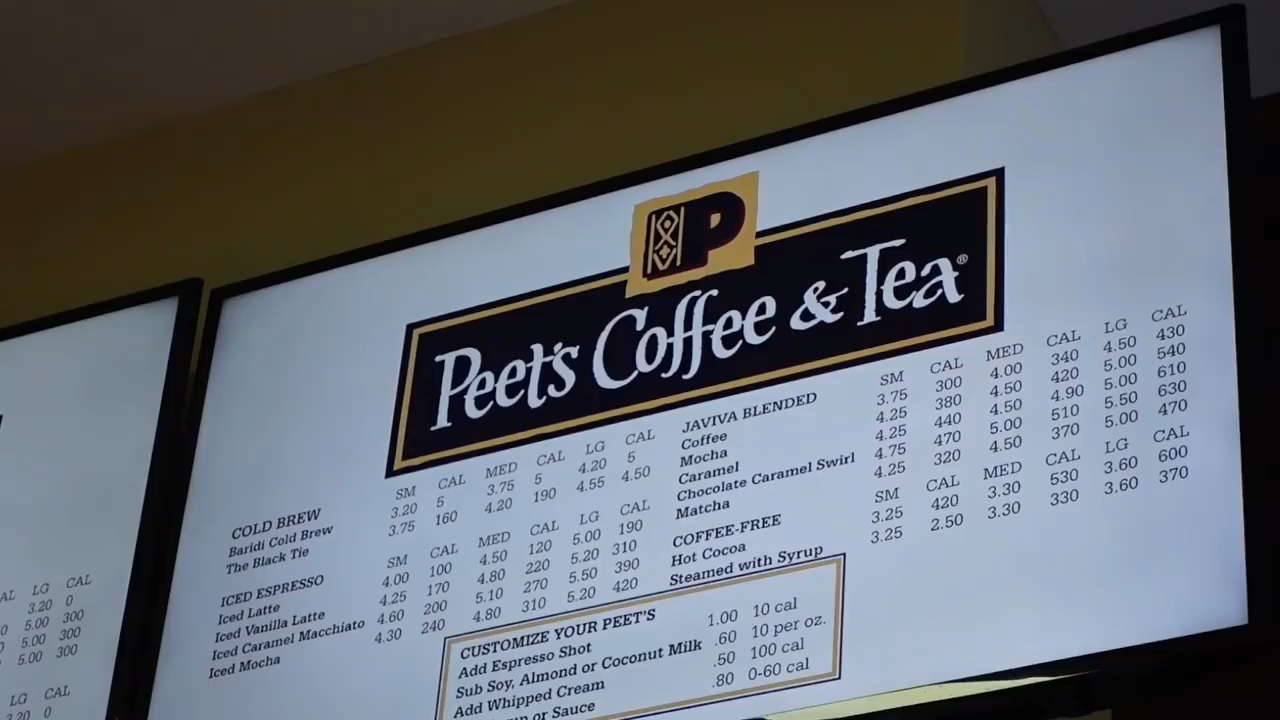 LG CAL
3.20 0
5.00 300
5.00 300
5.00 300
LG CAL
3.20 0
P
Peet's Coffee & Tea®
COLD BREW SM CAL MED CAL LG CAL
Baridi Cold Brew 3.20 5 3.75 5 4.20 5
The Black Tie 3.75 160 4.20 190 4.55 4.50
ICED ESPRESSO SM CAL MED CAL LG CAL
Iced Latte 4.00 100 4.50 120 5.00 190
Iced Vanilla Latte 4.25 170 4.80 220 5.20 310
Iced Caramel Macchiato 4.60 200 5.10 270 5.50 390
Iced Mocha 4.30 240 4.80 310 5.20 420
JAVIVA BLENDED SM CAL MED CAL LG CAL
Coffee 3.75 300 4.00 340 4.50 430
Mocha 4.25 380 4.50 420 5.00 540
Caramel 4.25 440 4.50 4.90 5.00 610
Chocolate Caramel Swirl 4.75 470 5.00 510 5.50 630
Matcha 4.25 320 4.50 370 5.00 470
COFFEE-FREE SM CAL MED CAL LG CAL
Hot Cocoa 3.25 420 3.30 530 3.60 600
Steamed with Syrup 3.25 2.50 3.30 330 3.60 370
CUSTOMIZE YOUR PEET'S
Add Espresso Shot 1.00 10 cal
Sub Soy, Almond or Coconut Milk .60 10 per oz.
Add Whipped Cream .50 100 cal
or Sauce .80 0-60 cal